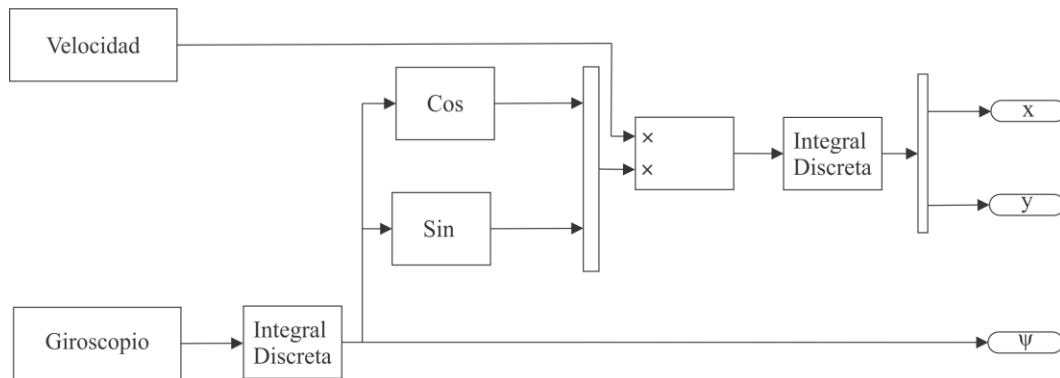 Velocidad
Cos
×
×
Integral
Discreta
x
y
Sin
Giroscopio
Integral
Discreta
ψ